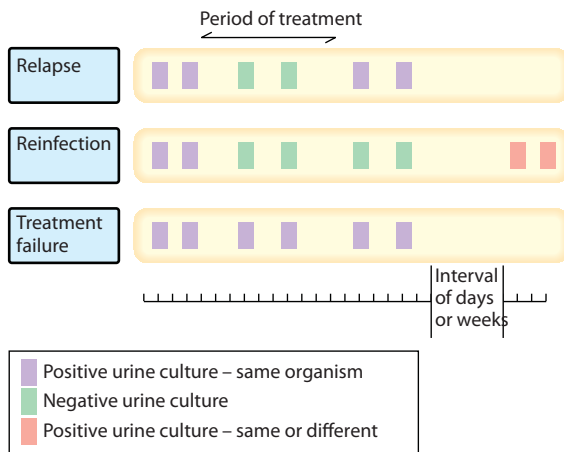 Period of treatment
Relapse
Reinfection
Treatment
failure
Interval
of days
or weeks
Positive urine culture – same organism
Negative urine culture
Positive urine culture – same or different